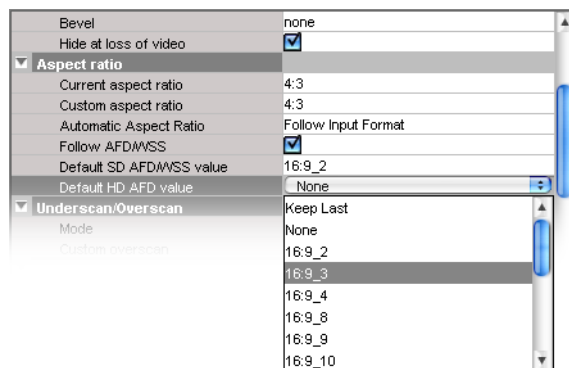 Bevel none
Hide at loss of video
Aspect ratio
Current aspect ratio 4:3
Custom aspect ratio 4:3
Automatic Aspect Ratio Follow Input Format
Follow AFD/WSS
Default SD AFD/WSS value 16:9_2
Default HD AFD value None
Underscan/Overscan Keep Last
Mode None
Custom overscan 16:9_2
16:9_3
16:9_4
16:9_8
16:9_9
16:9_10